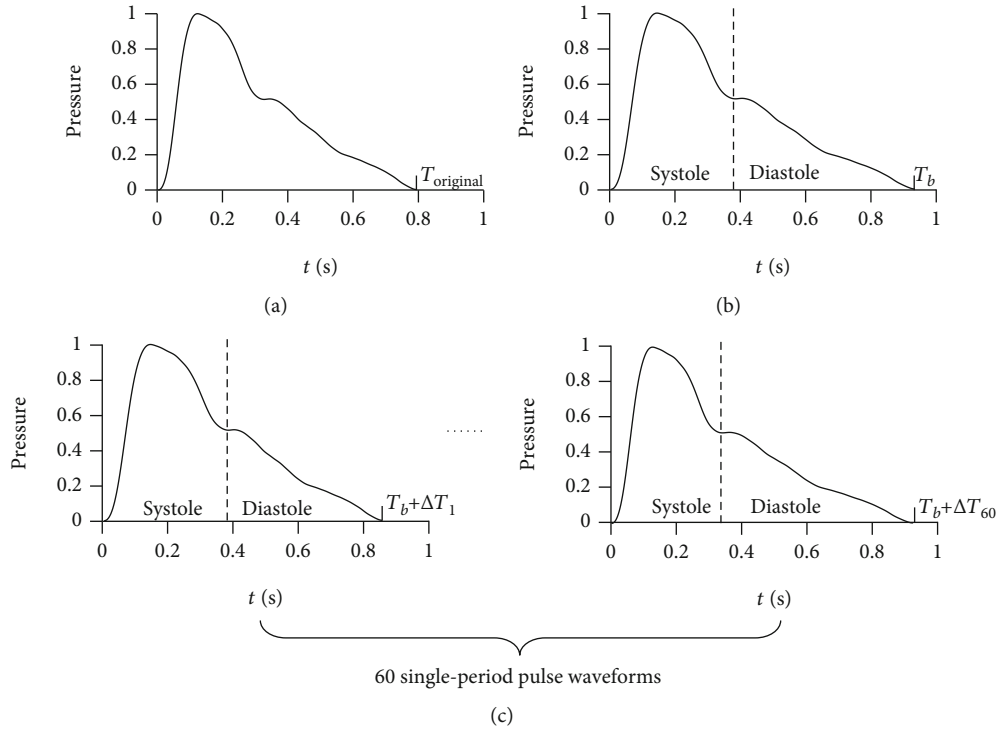 Pressure
1
0.8
0.6
0.4
0.2
0
0 0.2 0.4 0.6 0.8 1
T_original
t (s)
(a)
Pressure
1
0.8
0.6
0.4
0.2
0
0 0.2 0.4 0.6 0.8 1
Systole Diastole
T_b
t (s)
(b)
Pressure
1
0.8
0.6
0.4
0.2
0
0 0.2 0.4 0.6 0.8 1
Systole Diastole
T_b+ΔT_1
t (s)
......
Pressure
1
0.8
0.6
0.4
0.2
0
0 0.2 0.4 0.6 0.8 1
Systole Diastole
T_b+ΔT_60
t (s)
60 single-period pulse waveforms
(c)